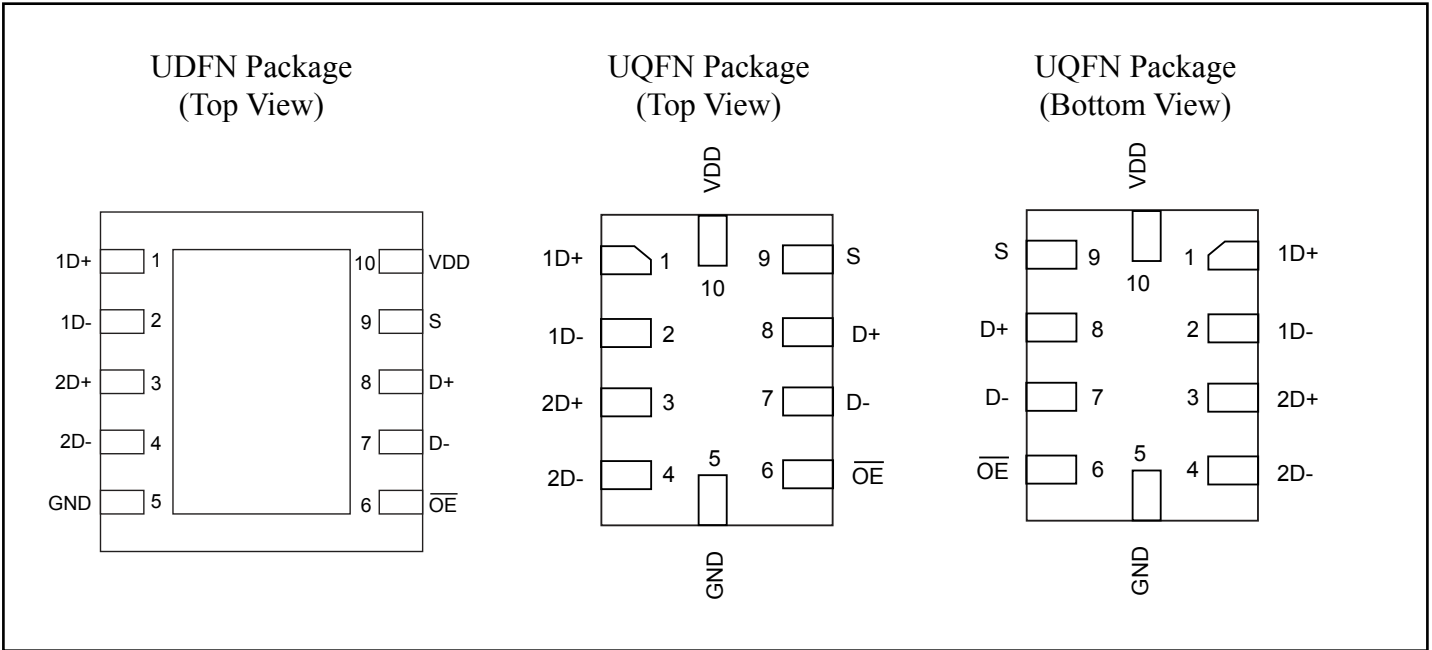 UDFN Package
(Top View)
1D+ 1 10 VDD
1D- 2 9 S
2D+ 3 8 D+
2D- 4 7 D-
GND 5 6 O̅E̅
UQFN Package
(Top View)
VDD
1D+ 1 9 S
10
1D- 2 8 D+
2D+ 3 7 D-
5
2D- 4 6 O̅E̅
GND
UQFN Package
(Bottom View)
VDD
S 9 1 1D+
10
D+ 8 2 1D-
D- 7 3 2D+
5
O̅E̅ 6 4 2D-
GND